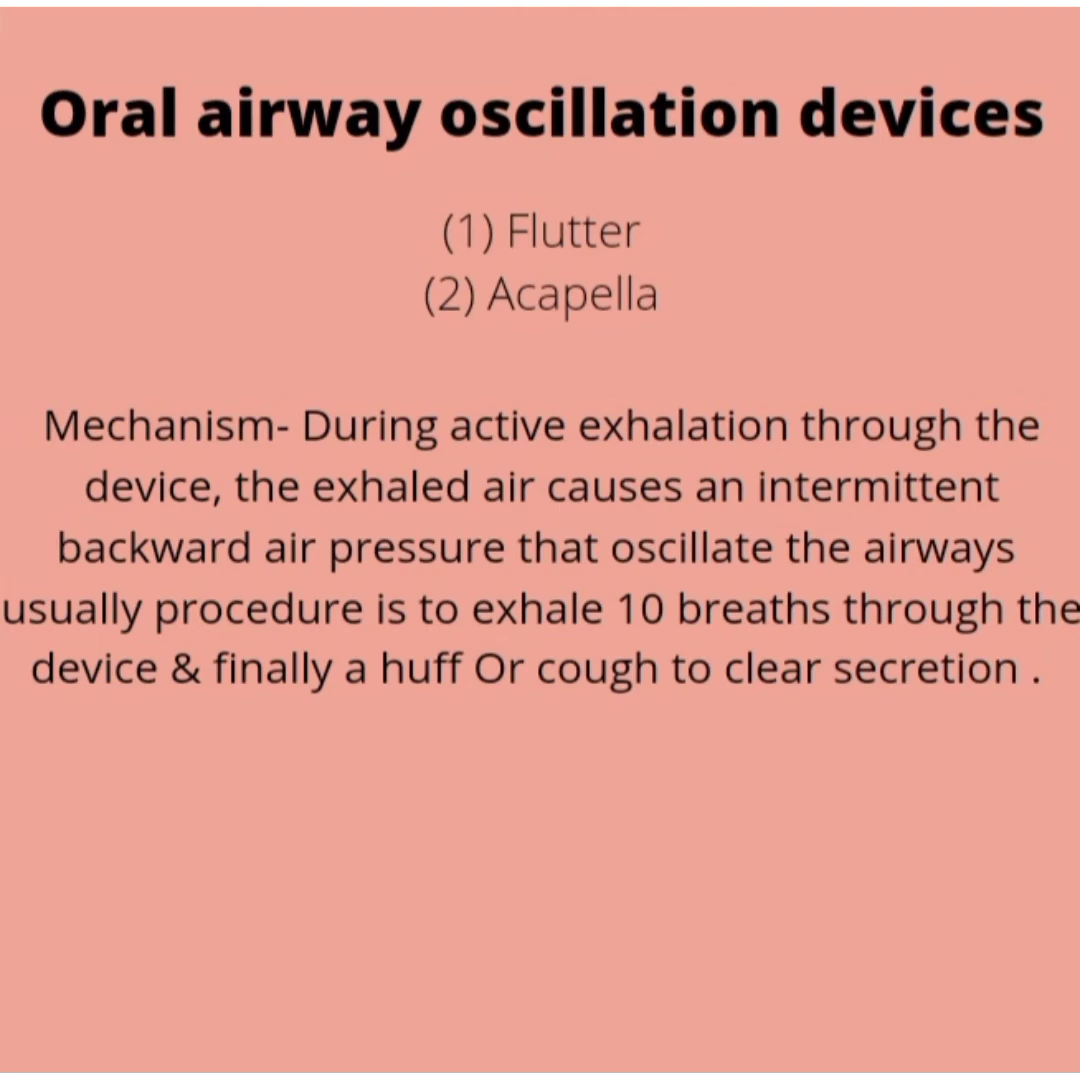 Oral airway oscillation devices
(1) Flutter
(2) Acapella
Mechanism- During active exhalation through the
device, the exhaled air causes an intermittent
backward air pressure that oscillate the airways
usually procedure is to exhale 10 breaths through the
device & finally a huff Or cough to clear secretion .